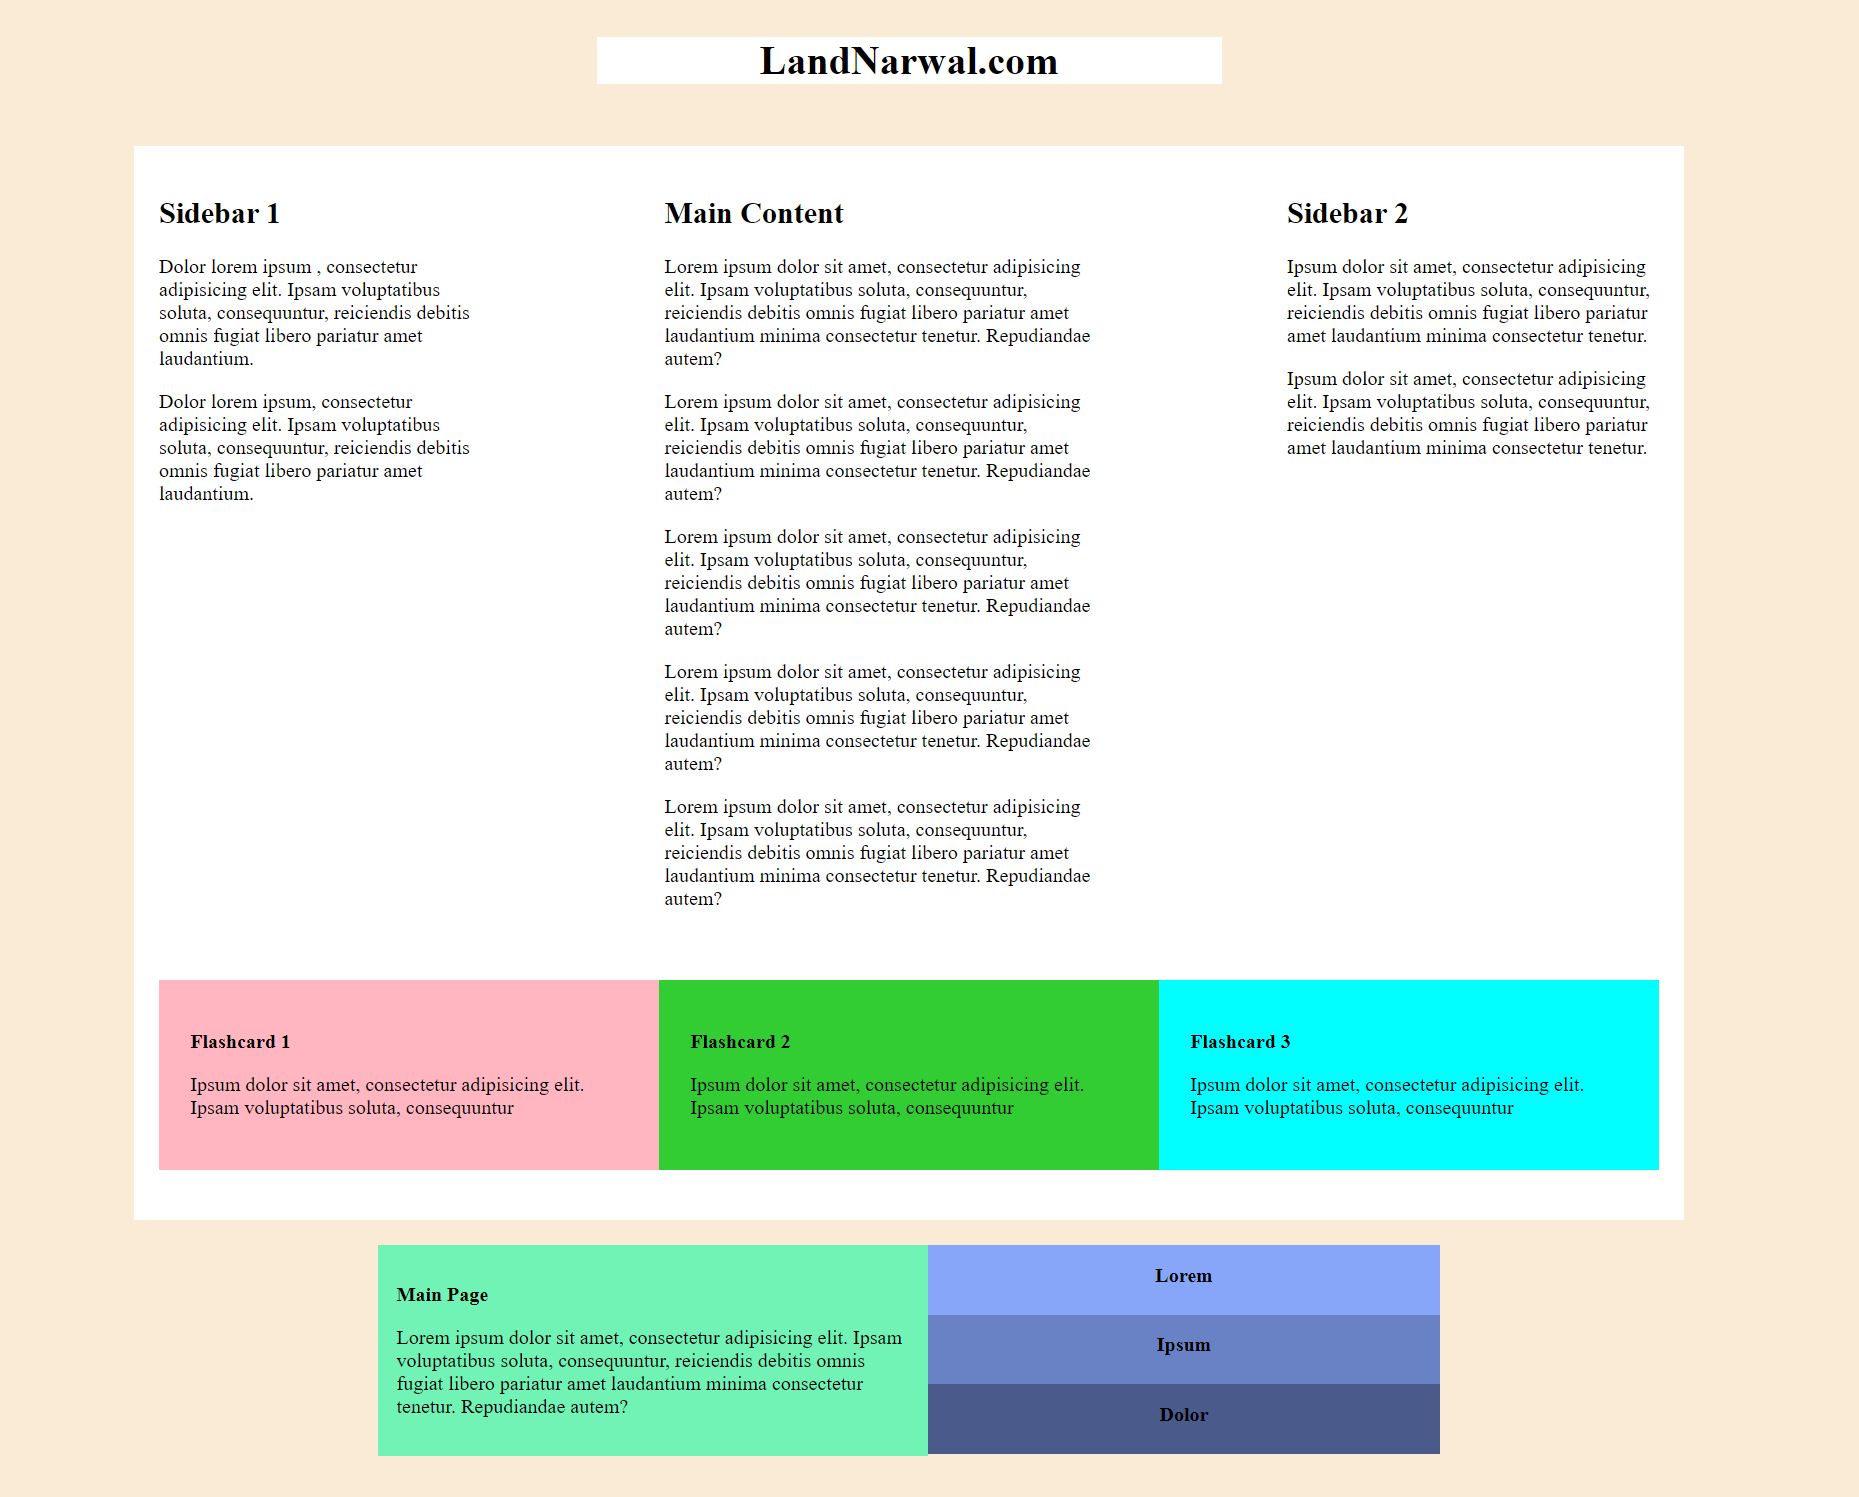 LandNarwal.com
Sidebar 1
Dolor lorem ipsum , consectetur
adipisicing elit. Ipsam voluptatibus
soluta, consequuntur, reiciendis debitis
omnis fugiat libero pariatur amet
laudantium.
Dolor lorem ipsum, consectetur
adipisicing elit. Ipsam voluptatibus
soluta, consequuntur, reiciendis debitis
omnis fugiat libero pariatur amet
laudantium.
Main Content
Lorem ipsum dolor sit amet, consectetur adipisicing
elit. Ipsam voluptatibus soluta, consequuntur,
reiciendis debitis omnis fugiat libero pariatur amet
laudantium minima consectetur tenetur. Repudiandae
autem?
Lorem ipsum dolor sit amet, consectetur adipisicing
elit. Ipsam voluptatibus soluta, consequuntur,
reiciendis debitis omnis fugiat libero pariatur amet
laudantium minima consectetur tenetur. Repudiandae
autem?
Lorem ipsum dolor sit amet, consectetur adipisicing
elit. Ipsam voluptatibus soluta, consequuntur,
reiciendis debitis omnis fugiat libero pariatur amet
laudantium minima consectetur tenetur. Repudiandae
autem?
Lorem ipsum dolor sit amet, consectetur adipisicing
elit. Ipsam voluptatibus soluta, consequuntur,
reiciendis debitis omnis fugiat libero pariatur amet
laudantium minima consectetur tenetur. Repudiandae
autem?
Lorem ipsum dolor sit amet, consectetur adipisicing
elit. Ipsam voluptatibus soluta, consequuntur,
reiciendis debitis omnis fugiat libero pariatur amet
laudantium minima consectetur tenetur. Repudiandae
autem?
Sidebar 2
Ipsum dolor sit amet, consectetur adipisicing
elit. Ipsam voluptatibus soluta, consequuntur,
reiciendis debitis omnis fugiat libero pariatur
amet laudantium minima consectetur tenetur.
Ipsum dolor sit amet, consectetur adipisicing
elit. Ipsam voluptatibus soluta, consequuntur,
reiciendis debitis omnis fugiat libero pariatur
amet laudantium minima consectetur tenetur.
Flashcard 1
Ipsum dolor sit amet, consectetur adipisicing elit.
Ipsam voluptatibus soluta, consequuntur
Flashcard 2
Ipsum dolor sit amet, consectetur adipisicing elit.
Ipsam voluptatibus soluta, consequuntur
Flashcard 3
Ipsum dolor sit amet, consectetur adipisicing elit.
Ipsam voluptatibus soluta, consequuntur
Main Page
Lorem ipsum dolor sit amet, consectetur adipisicing elit. Ipsam
voluptatibus soluta, consequuntur, reiciendis debitis omnis
fugiat libero pariatur amet laudantium minima consectetur
tenetur. Repudiandae autem?
Lorem
Ipsum
Dolor